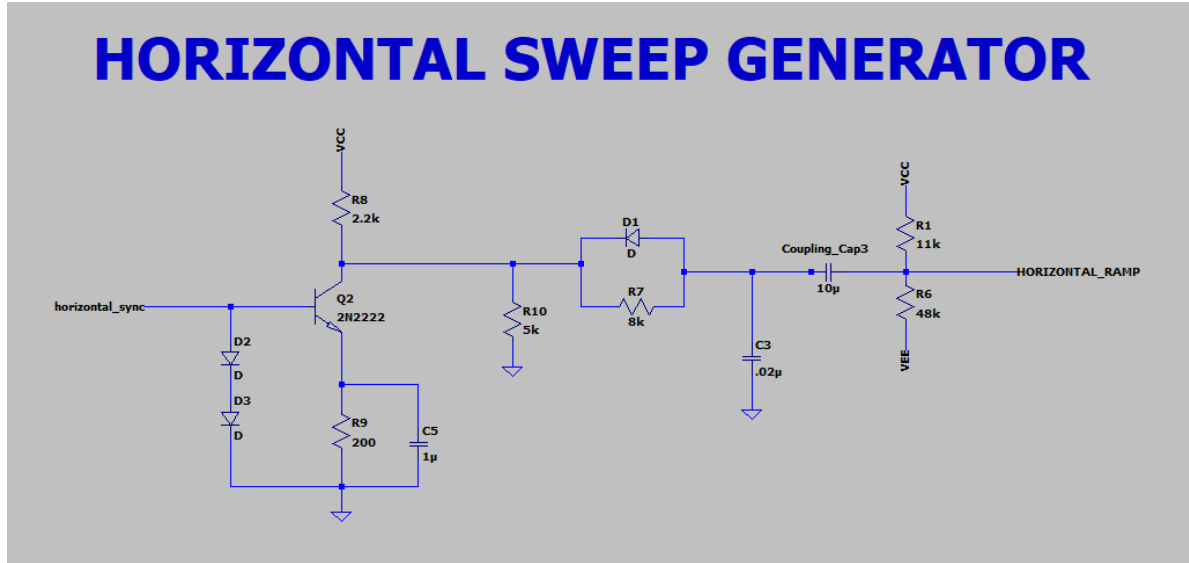 HORIZONTAL SWEEP GENERATOR
VCC
R8
2.2k
VCC
R1
11k
D1
D
Coupling_Cap3
10µ
HORIZONTAL_RAMP
horizontal_sync
Q2
2N2222
R10
5k
R7
8k
R6
48k
D2
D
C3
.02µ
VEE
D3
D
R9
200
C5
1µ